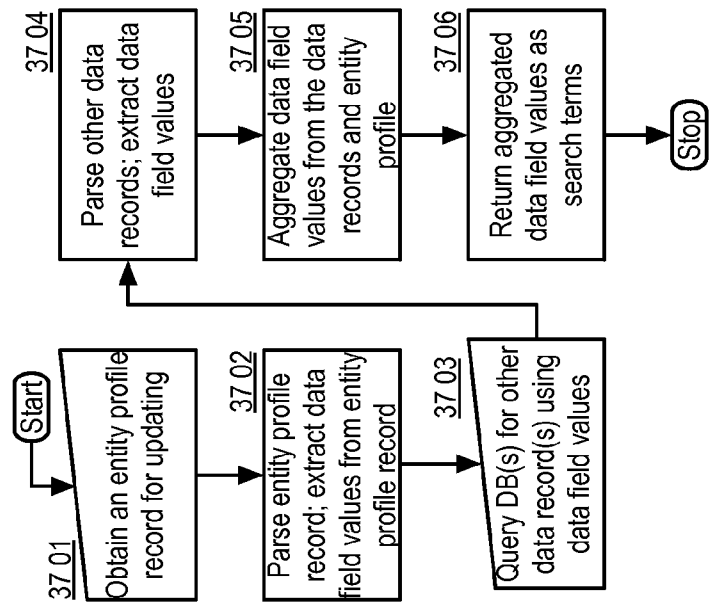 Start
37 01
Obtain an entity profile
record for updating
37 02
Parse entity profile
record; extract data
field values from entity
profile record
37 03
Query DB(s) for other
data record(s) using
data field values
37 04
Parse other data
records; extract data
field values
37 05
Aggregate data field
values from the data
records and entity
profile
37 06
Return aggregated
data field values as
search terms
Stop